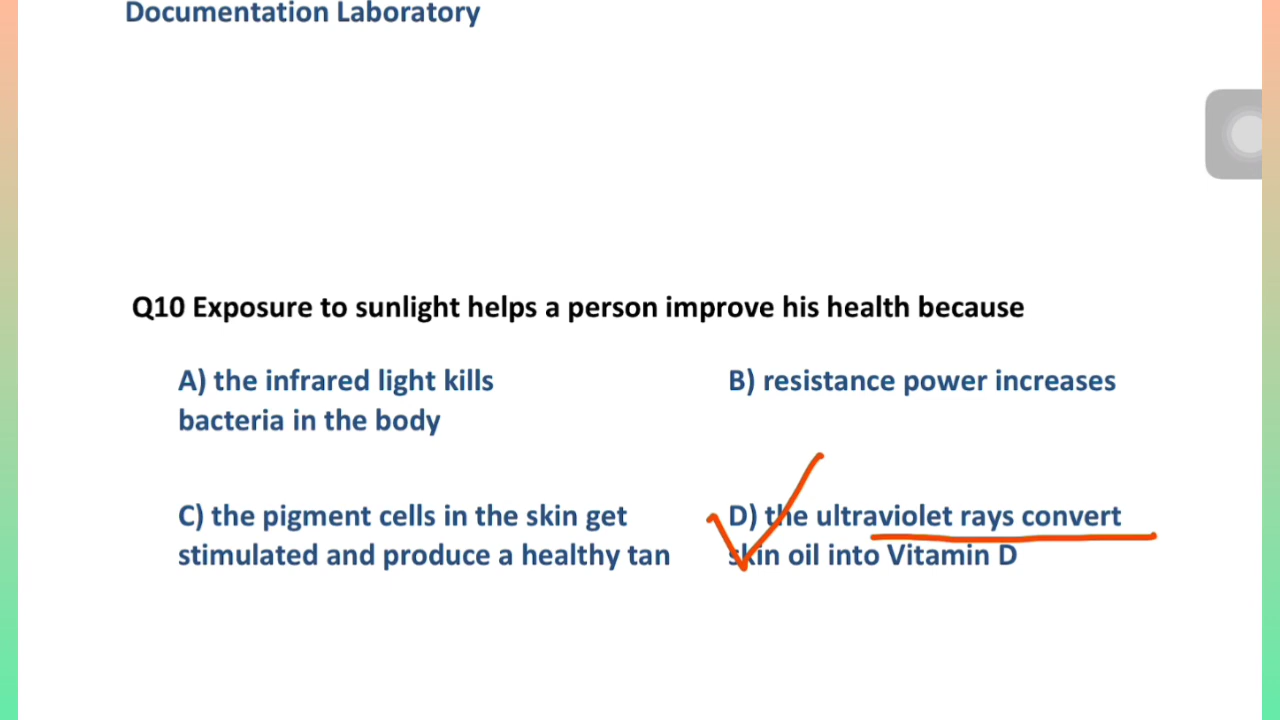 Documentation Laboratory
Q10 Exposure to sunlight helps a person improve his health because
A) the infrared light kills
bacteria in the body
B) resistance power increases
C) the pigment cells in the skin get
stimulated and produce a healthy tan
D) the ultraviolet rays convert
skin oil into Vitamin D